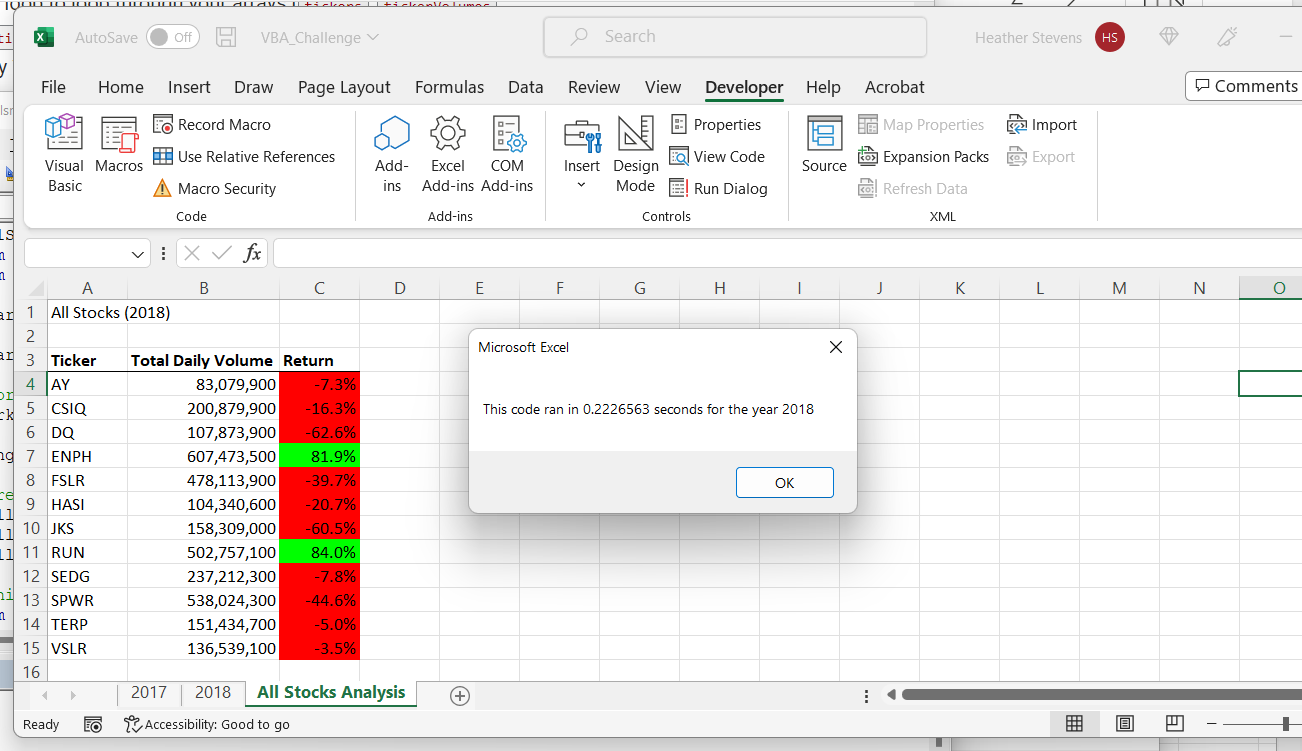 AutoSave Off VBA_Challenge Search Heather Stevens HS
File Home Insert Draw Page Layout Formulas Data Review View Developer Help Acrobat Comments
Visual Basic
Macros
Record Macro
Use Relative References
Macro Security
Code
Add-ins
Excel Add-ins
COM Add-ins
Add-ins
Insert
Design Mode
Properties
View Code
Run Dialog
Controls
Source
Map Properties
Expansion Packs
Refresh Data
Import
Export
XML
fx
A B C D E F G H I J K L M N O
1 All Stocks (2018)
2
3 Ticker Total Daily Volume Return
4 AY 83,079,900 -7.3%
5 CSIQ 200,879,900 -16.3%
6 DQ 107,873,900 -62.6%
7 ENPH 607,473,500 81.9%
8 FSLR 478,113,900 -39.7%
9 HASI 104,340,600 -20.7%
10 JKS 158,309,000 -60.5%
11 RUN 502,757,100 84.0%
12 SEDG 237,212,300 -7.8%
13 SPWR 538,024,300 -44.6%
14 TERP 151,434,700 -5.0%
15 VSLR 136,539,100 -3.5%
16
Microsoft Excel
This code ran in 0.2226563 seconds for the year 2018
OK
2017 2018 All Stocks Analysis
Ready Accessibility: Good to go